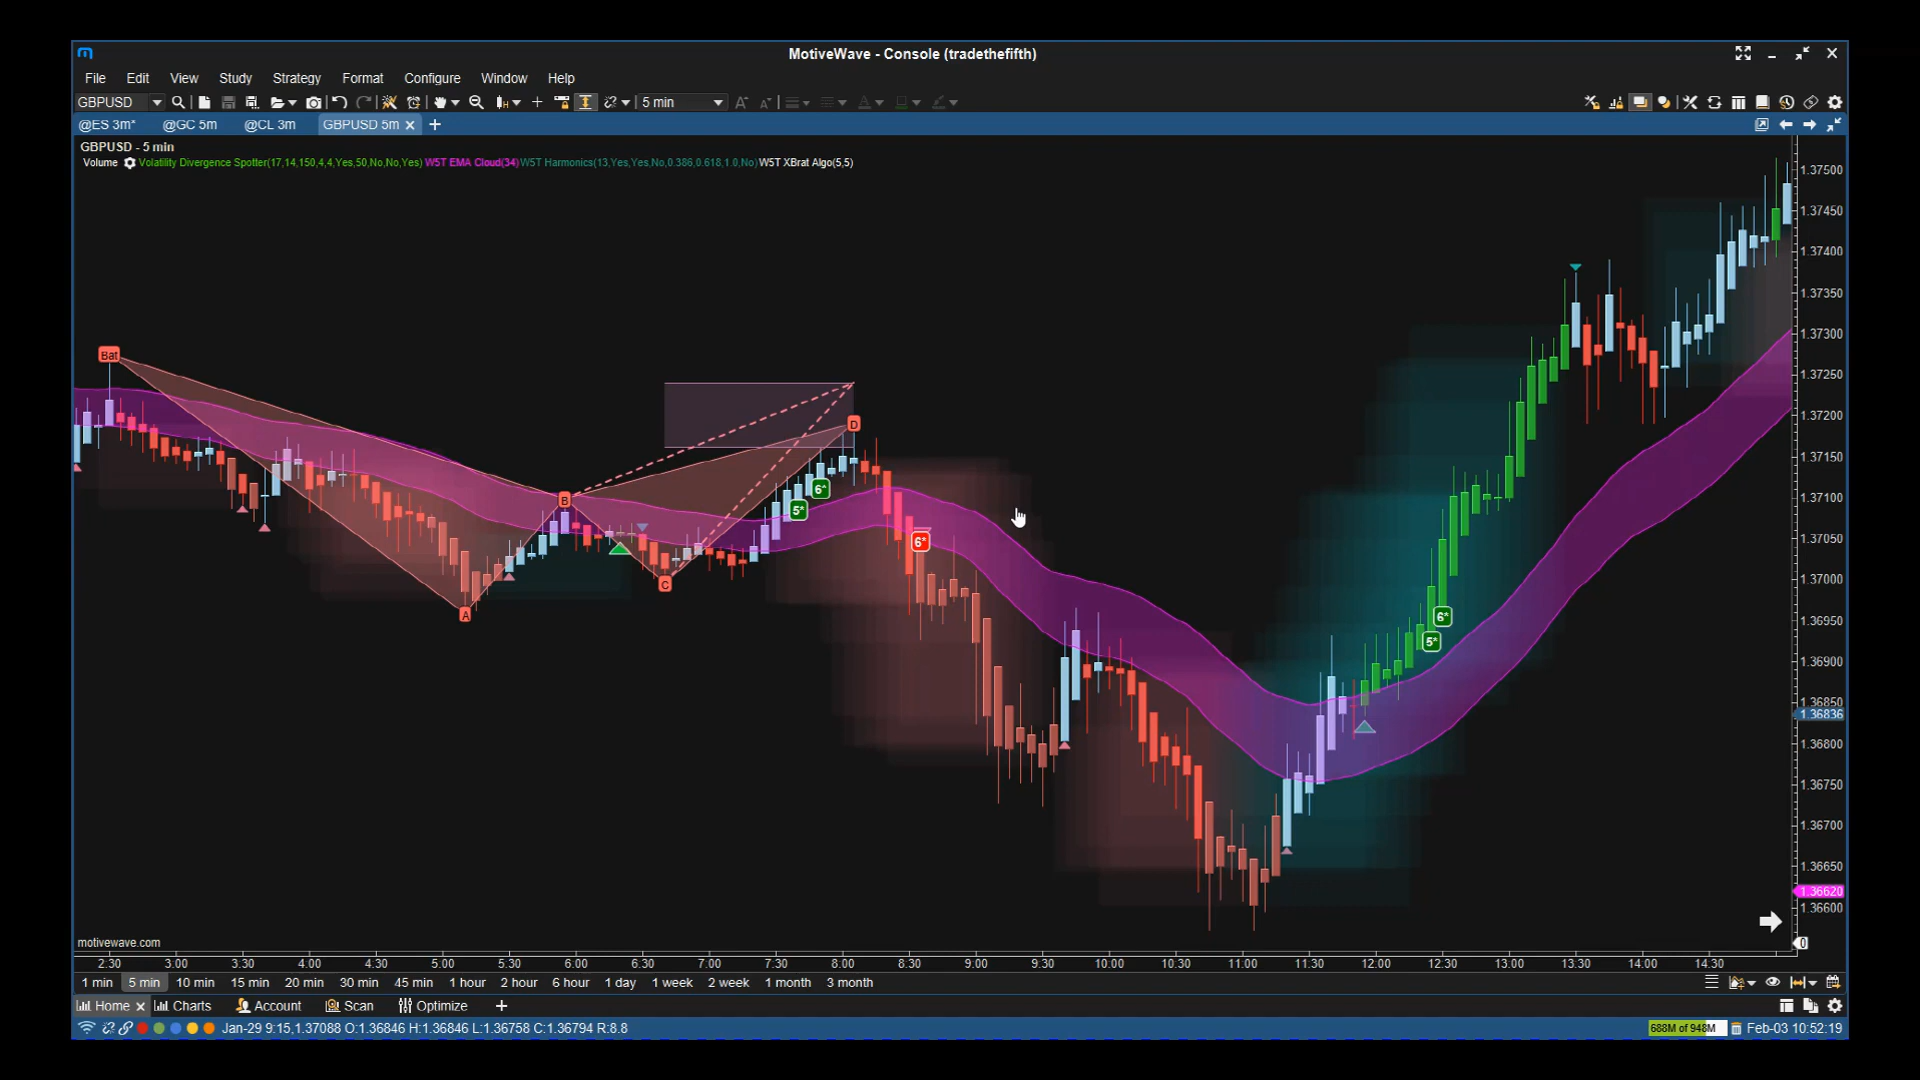 MotiveWave - Console (tradethefifth)
File Edit View Study Strategy Format Configure Window Help
GBPUSD 5 min
@ES 3m* @GC 5m @CL 3m GBPUSD 5m
GBPUSD - 5 min
Volume Volatility Divergence Spotter(17,14,150,4,4,Yes,50,No,No,Yes) W5T EMA Cloud(34) W5T Harmonics(13,Yes,Yes,No,0.386,0.618,1.0,No) W5T XBrat Algo(5,5)
1.37500
1.37450
1.37400
1.37350
1.37300
1.37250
1.37200
1.37150
1.37100
1.37050
1.37000
1.36950
1.36900
1.36850
1.36836
1.36800
1.36750
1.36700
1.36650
1.36620
1.36600
0
Bat
D
B
6*
5*
6*
C
A
6*
5*
motivewave.com
2:30 3:00 3:30 4:00 4:30 5:00 5:30 6:00 6:30 7:00 7:30 8:00 8:30 9:00 9:30 10:00 10:30 11:00 11:30 12:00 12:30 13:00 13:30 14:00 14:30
1 min 5 min 10 min 15 min 20 min 30 min 45 min 1 hour 2 hour 6 hour 1 day 1 week 2 week 1 month 3 month
Home Charts Account Scan Optimize
Jan-29 9:15,1.37088 O:1.36846 H:1.36846 L:1.36758 C:1.36794 R:8.8 688M of 948M Feb-03 10:52:19